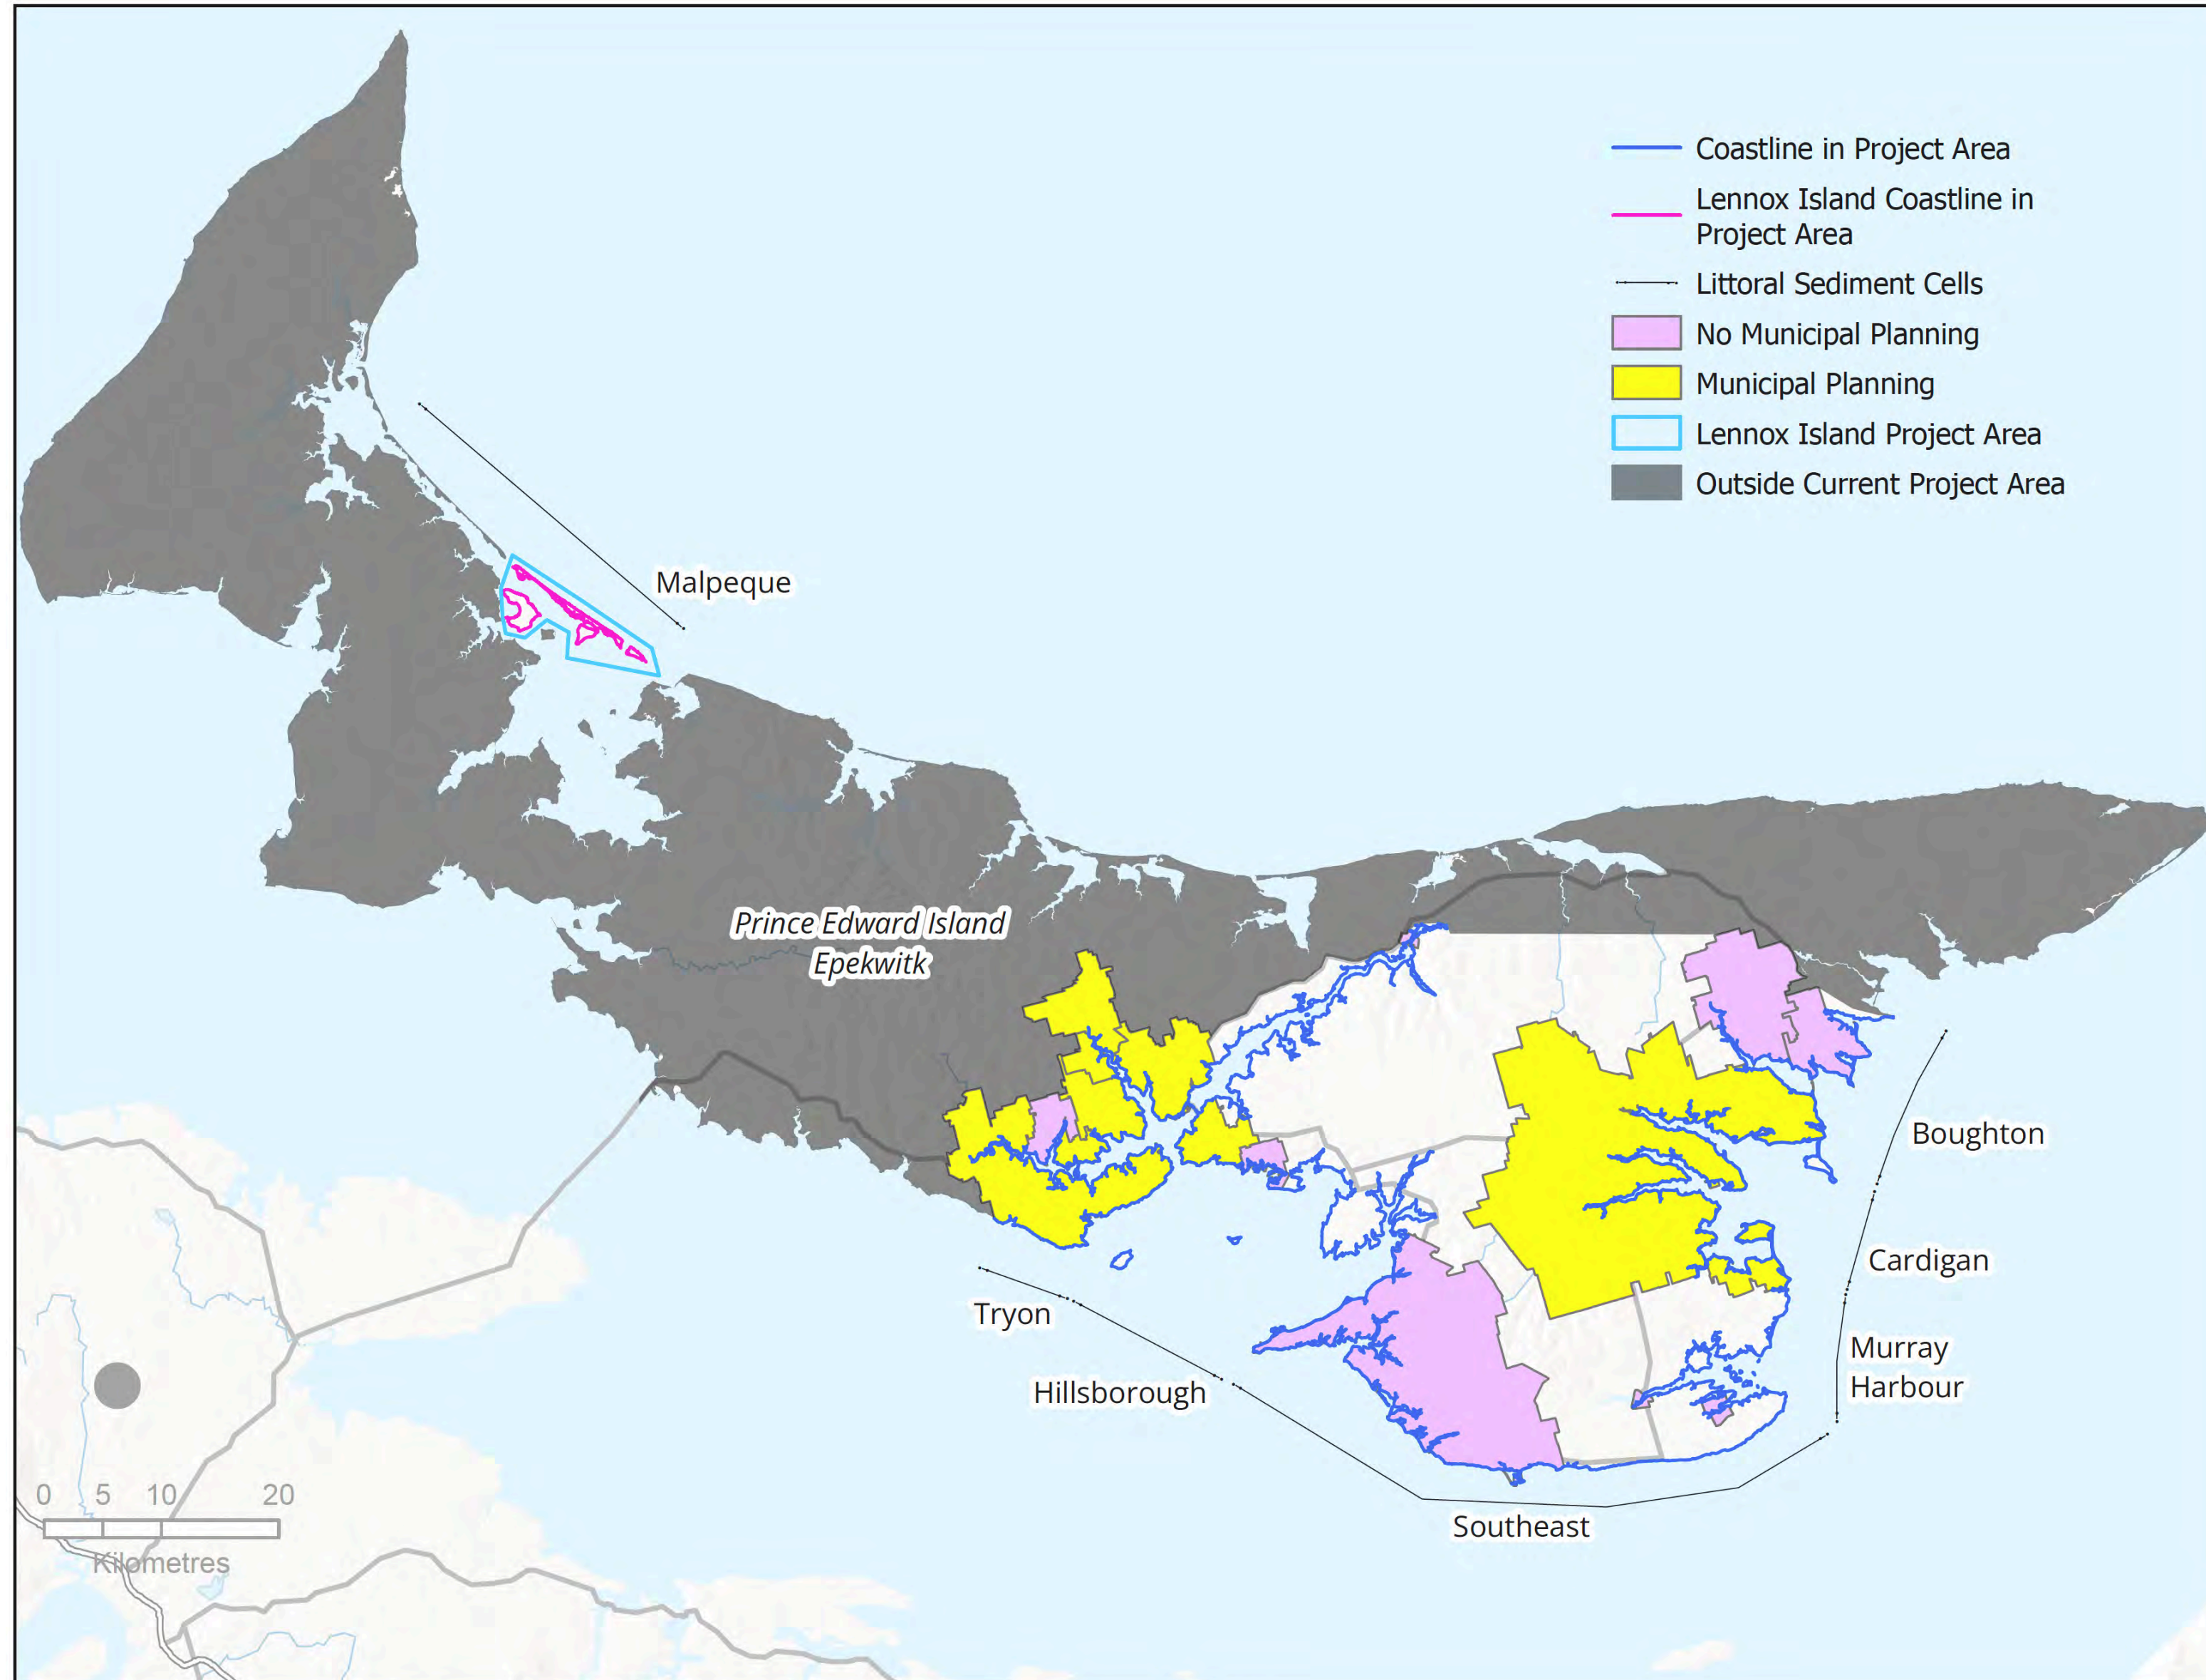 Coastline in Project Area
Lennox Island Coastline in
Project Area
Littoral Sediment Cells
No Municipal Planning
Municipal Planning
Lennox Island Project Area
Outside Current Project Area
Malpeque
Prince Edward Island
Epekwitk
Boughton
Cardigan
Tryon
Murray
Harbour
Hillsborough
Southeast
0 5 10 20
Kilometres